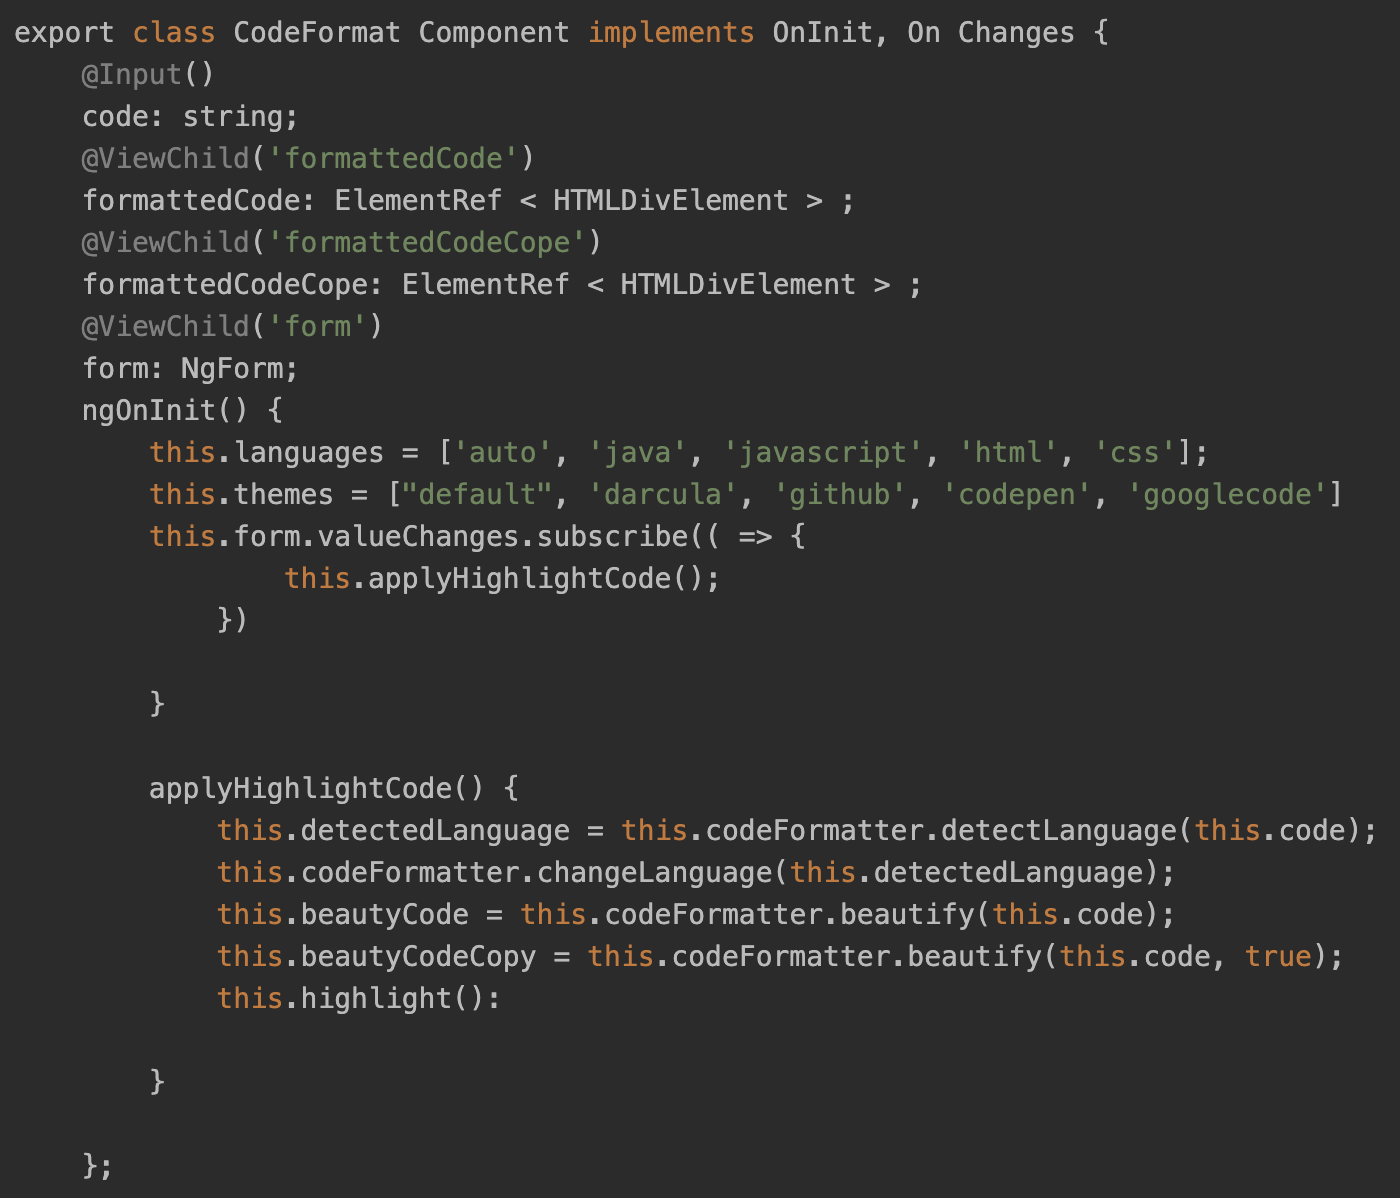 export class CodeFormat Component implements OnInit, On Changes {
@Input()
code: string;
@ViewChild('formattedCode')
formattedCode: ElementRef < HTMLDivElement > ;
@ViewChild('formattedCodeCope')
formattedCodeCope: ElementRef < HTMLDivElement > ;
@ViewChild('form')
form: NgForm;
ngOnInit() {
this.languages = ['auto', 'java', 'javascript', 'html', 'css'];
this.themes = ["default", 'darcula', 'github', 'codepen', 'googlecode']
this.form.valueChanges.subscribe(( => {
this.applyHighlightCode();
})
}
applyHighlightCode() {
this.detectedLanguage = this.codeFormatter.detectLanguage(this.code);
this.codeFormatter.changeLanguage(this.detectedLanguage);
this.beautyCode = this.codeFormatter.beautify(this.code);
this.beautyCodeCopy = this.codeFormatter.beautify(this.code, true);
this.highlight():
}
};